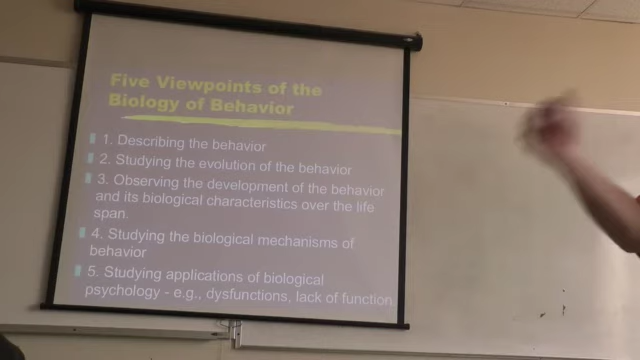 Five Viewpoints of the
Biology of Behavior
1. Describing the behavior
2. Studying the evolution of the behavior
3. Observing the development of the behavior
and its biological characteristics over the life
span.
4. Studying the biological mechanisms of
behavior
5. Studying applications of biological
psychology - e.g., dysfunctions, lack of function